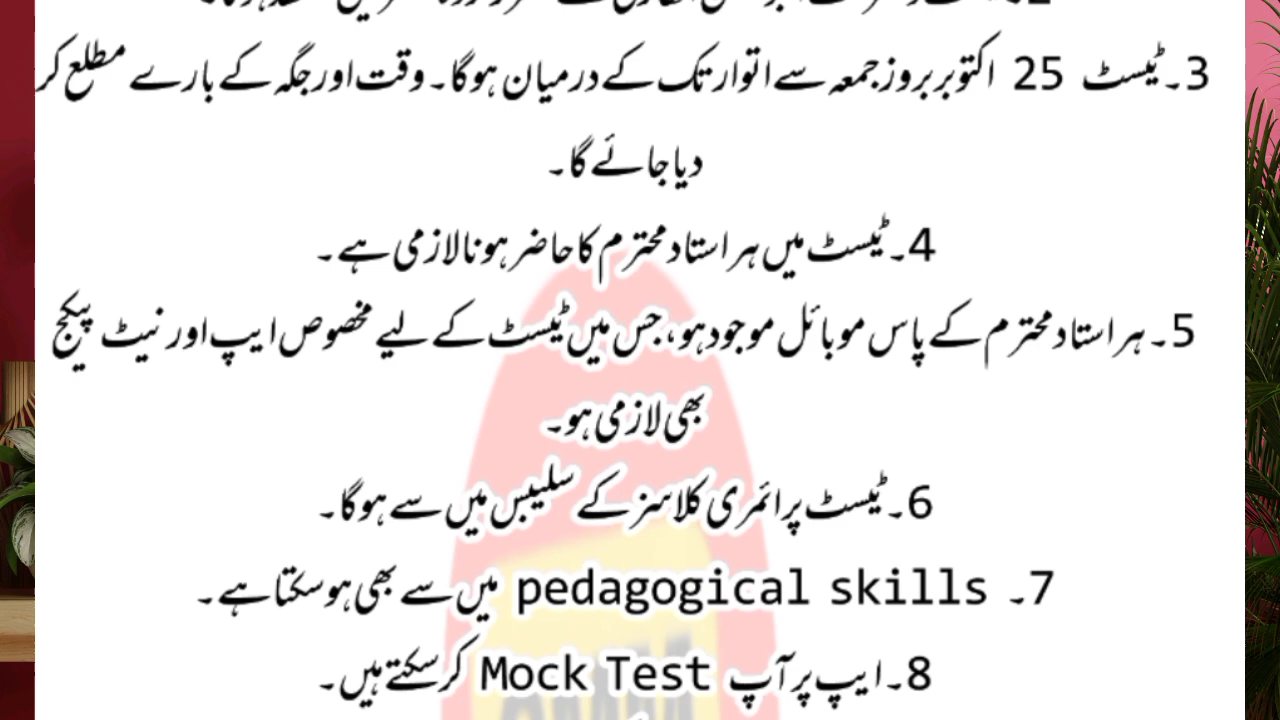 3۔ٹیسٹ 25 اکتوبر بروز جمعہ سے اتوار تک کے درمیان ہوگا۔ وقت اور جگہ کے بارے مطلع کر
دیا جائے گا۔
4۔ٹیسٹ میں ہر استاد محترم کا حاضر ہونا لازمی ہے۔
5۔ہر استاد محترم کے پاس موبائل موجود ہو، جس میں ٹیسٹ کے لیے مخصوص ایپ اور نیٹ پیکج
بھی لازمی ہو۔
6۔ٹیسٹ پرائمری کلاسز کے سلیبس میں سے ہوگا۔
7۔ pedagogical skills میں سے بھی ہو سکتا ہے۔
8۔ایپ پر آپ Mock Test کر سکتے ہیں۔